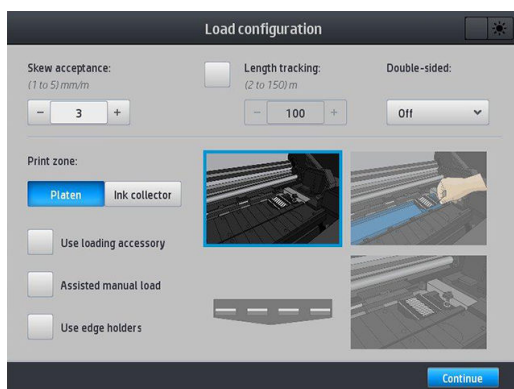 Load configuration
Skew acceptance:
(1 to 5) mm/m
− 3 +
Length tracking:
(2 to 150) m
− 100 +
Double-sided:
Off
Print zone:
Platen
Ink collector
Use loading accessory
Assisted manual load
Use edge holders
Continue